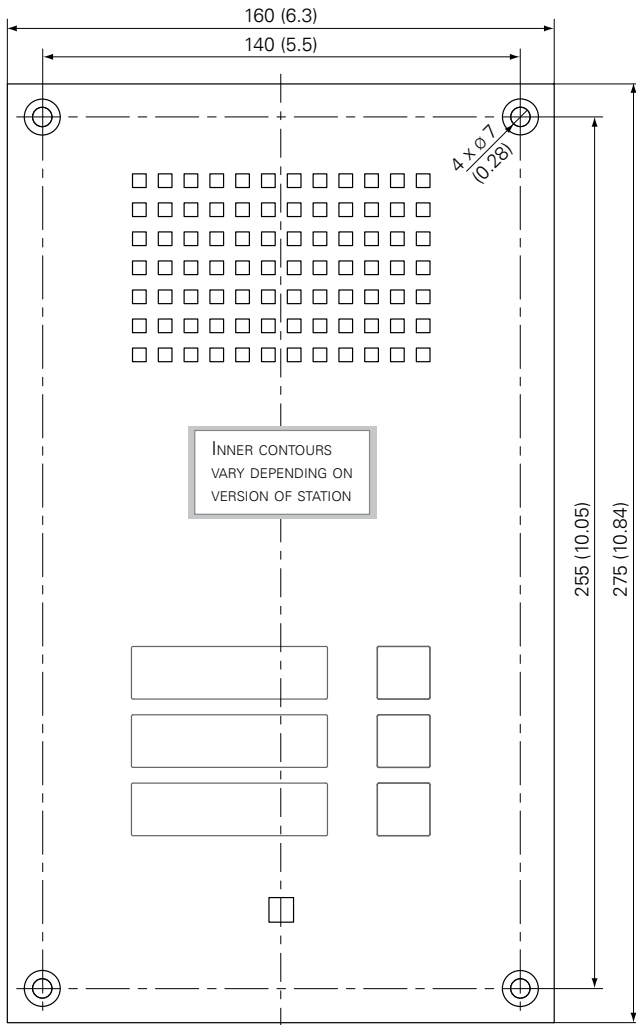 160 (6.3)
140 (5.5)
4 x ø 7
(0.28)
INNER CONTOURS
VARY DEPENDING ON
VERSION OF STATION
255 (10.05)
275 (10.84)